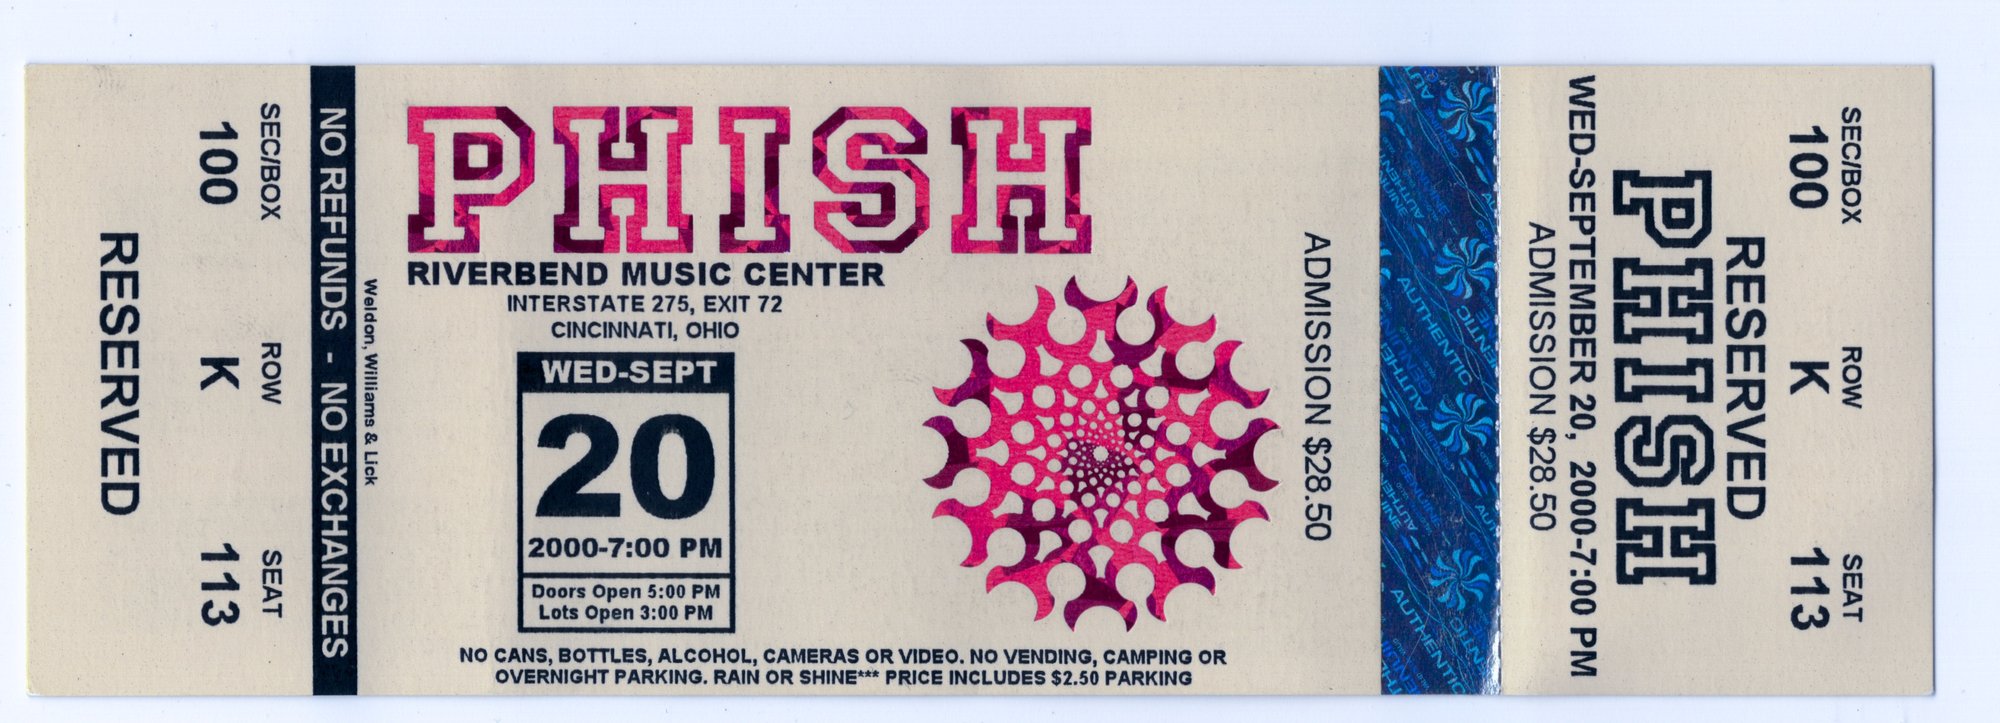 SEC/BOX ROW SEAT
100 K 113
RESERVED
NO REFUNDS - NO EXCHANGES
Weldon, Williams & Lick
PHISH
RIVERBEND MUSIC CENTER
INTERSTATE 275, EXIT 72
CINCINNATI, OHIO
WED-SEPT
20
2000-7:00 PM
Doors Open 5:00 PM
Lots Open 3:00 PM
NO CANS, BOTTLES, ALCOHOL, CAMERAS OR VIDEO. NO VENDING, CAMPING OR
OVERNIGHT PARKING. RAIN OR SHINE*** PRICE INCLUDES $2.50 PARKING
ADMISSION $28.50
AUTHENTIC
AUTHENTIC
SEC/BOX ROW SEAT
100 K 113
RESERVED
PHISH
WED-SEPTEMBER 20, 2000-7:00 PM
ADMISSION $28.50